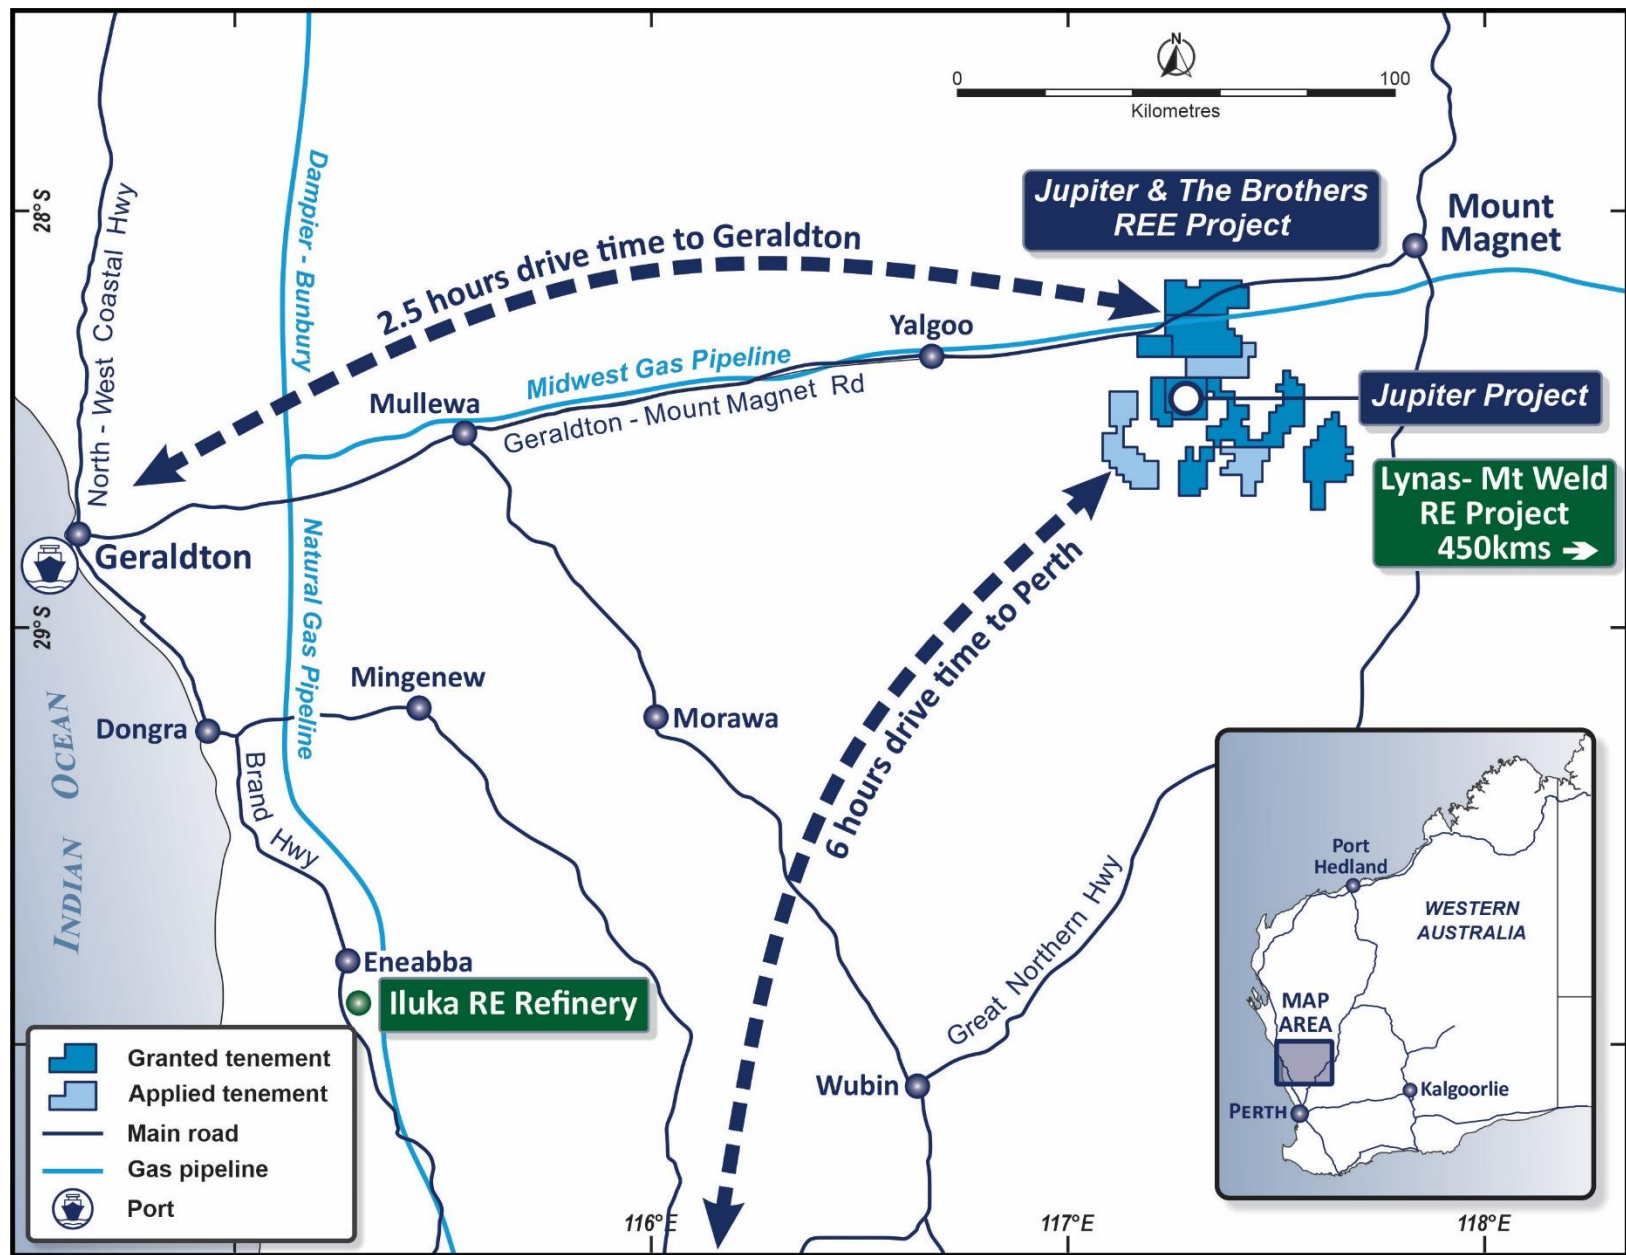 N
0
100
Kilometres
North - West Coastal Hwy
Dampier - Bunbury
Natural Gas Pipeline
28°S
29°S
Jupiter & The Brothers
REE Project
Mount
Magnet
2.5 hours drive time to Geraldton
Yalgoo
Midwest Gas Pipeline
Mullewa
Geraldton - Mount Magnet Rd
Jupiter Project
Lynas- Mt Weld
RE Project
450kms
Geraldton
6 hours drive time to Perth
Mingenew
Dongra
Morawa
INDIAN OCEAN
Brand Hwy
Eneabba
Iluka RE Refinery
Great Northern Hwy
Wubin
Granted tenement
Applied tenement
Main road
Gas pipeline
Port
116°E
117°E
118°E
Port
Hedland
WESTERN
AUSTRALIA
MAP
AREA
Kalgoorlie
PERTH